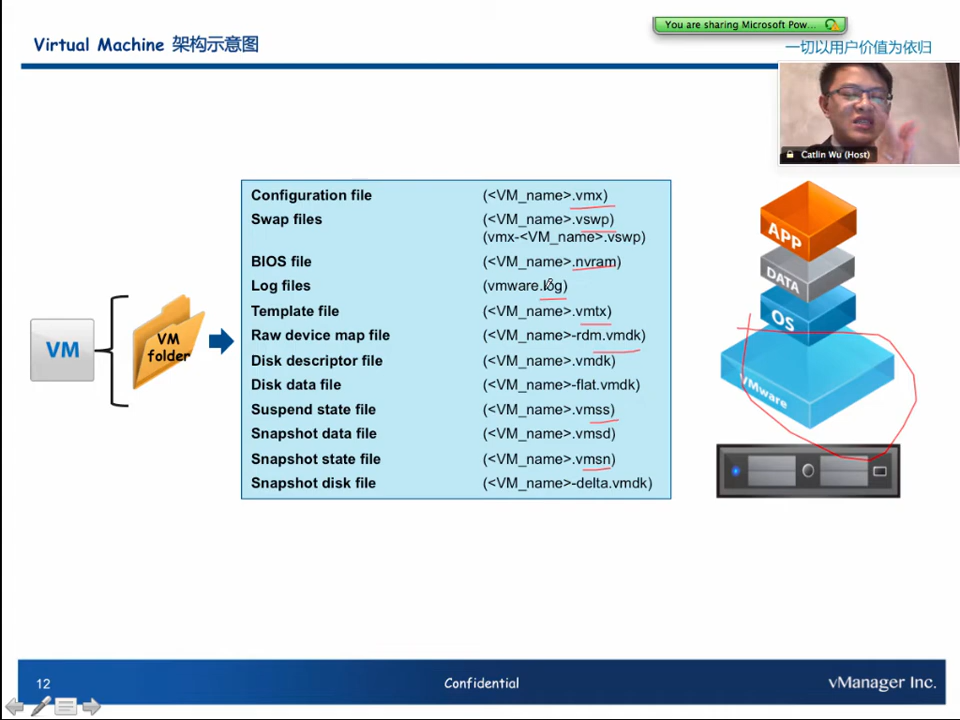 You are sharing Microsoft Pow...
Virtual Machine 架构示意图
一切以用户价值为依归
Catlin Wu (Host)
Configuration file (<VM_name>.vmx)
Swap files (<VM_name>.vswp)
(vmx-<VM_name>.vswp)
BIOS file (<VM_name>.nvram)
Log files (vmware.log)
Template file (<VM_name>.vmtx)
Raw device map file (<VM_name>-rdm.vmdk)
Disk descriptor file (<VM_name>.vmdk)
Disk data file (<VM_name>-flat.vmdk)
Suspend state file (<VM_name>.vmss)
Snapshot data file (<VM_name>.vmsd)
Snapshot state file (<VM_name>.vmsn)
Snapshot disk file (<VM_name>-delta.vmdk)
VM
VM
folder
APP
DATA
OS
VMware
12
Confidential
vManager Inc.